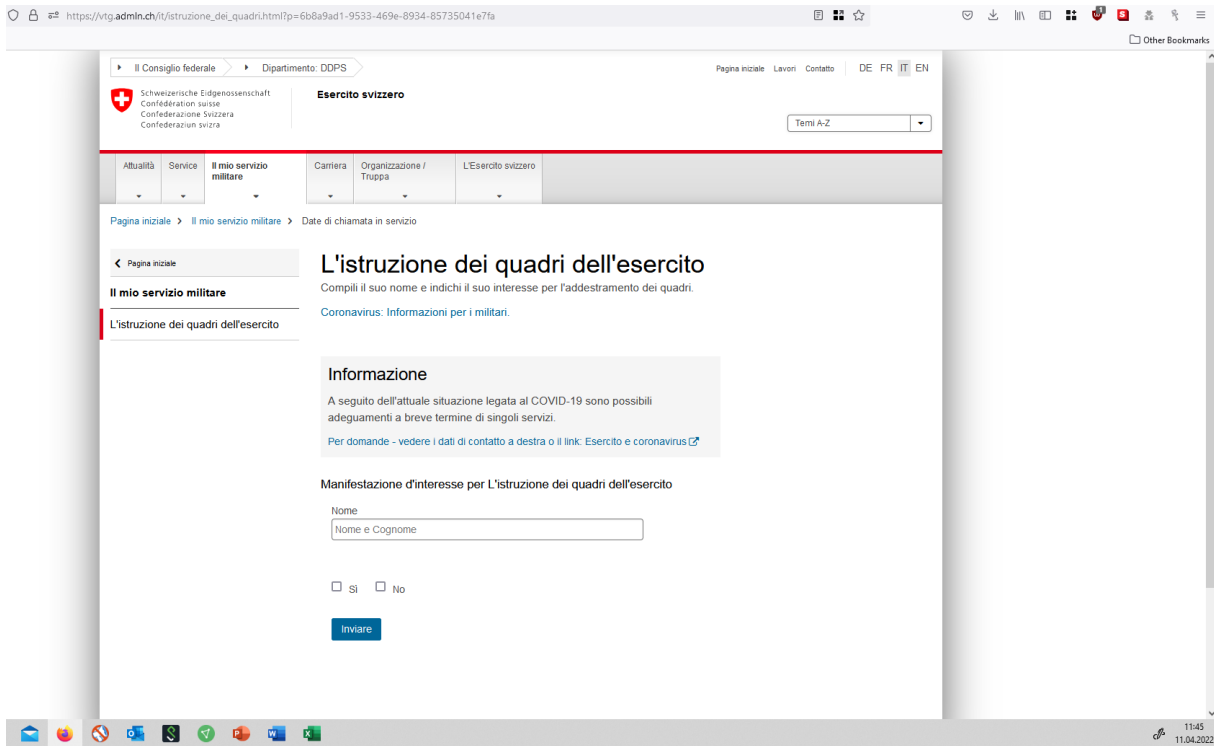 https://vtg.admln.ch/it/istruzione_dei_quadri.html?p=6b8a9ad1-9533-469e-8934-85735041e7fa
1
S
Other Bookmarks
Il Consiglio federale Dipartimento: DDPS
Pagina iniziale Lavori Contatto DE FR IT EN
Schweizerische Eidgenossenschaft
Confédération suisse
Confederazione Svizzera
Confederaziun svizra
Esercito svizzero
Temi A-Z
Attualità Service Il mio servizio militare Carriera Organizzazione / Truppa L'Esercito svizzero
Pagina iniziale > Il mio servizio militare > Date di chiamata in servizio
Pagina iniziale
Il mio servizio militare
L'istruzione dei quadri dell'esercito
L'istruzione dei quadri dell'esercito
Compili il suo nome e indichi il suo interesse per l'addestramento dei quadri.
Coronavirus: Informazioni per i militari.
Informazione
A seguito dell'attuale situazione legata al COVID-19 sono possibili
adeguamenti a breve termine di singoli servizi.
Per domande - vedere i dati di contatto a destra o il link: Esercito e coronavirus
Manifestazione d'interesse per L'istruzione dei quadri dell'esercito
Nome
Nome e Cognome
Sì No
Inviare
11:45
11.04.2022